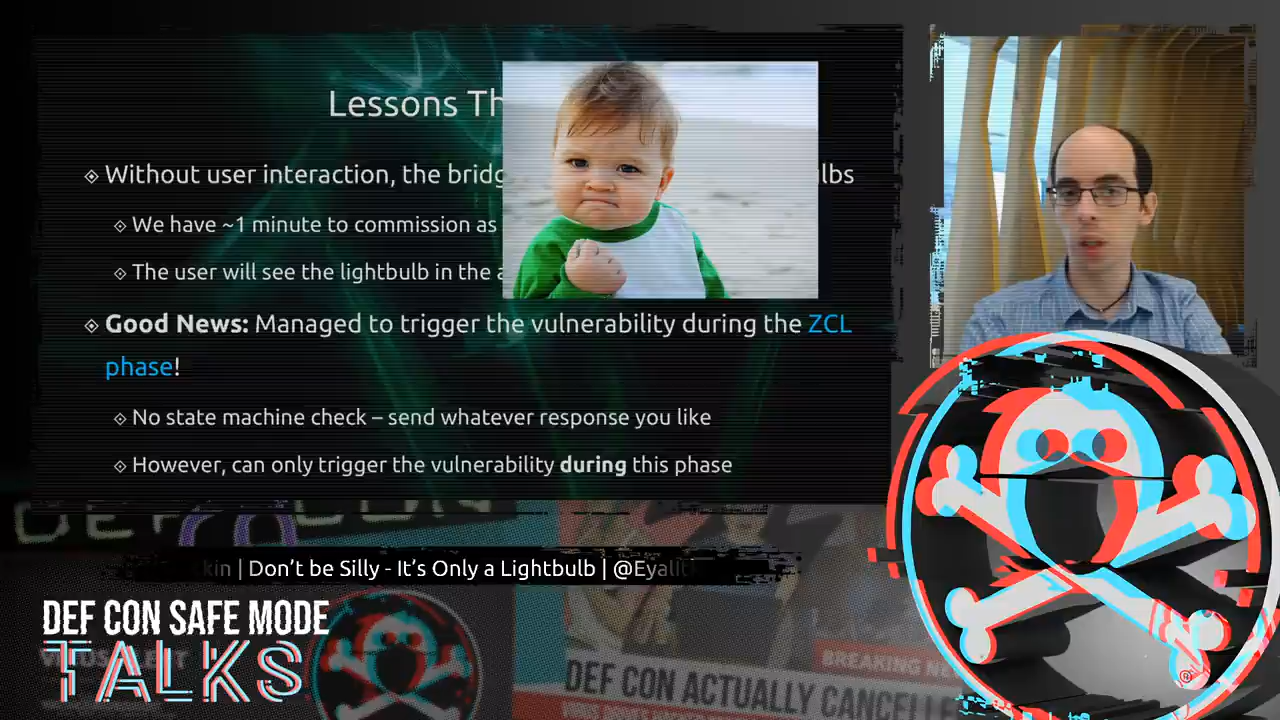 Lessons Th
Without user interaction, the bridg lbs
We have ~1 minute to commission as
The user will see the lightbulb in the a
Good News: Managed to trigger the vulnerability during the ZCL
phase!
No state machine check – send whatever response you like
However, can only trigger the vulnerability during this phase
DEF CON
kin | Don't be Silly - It's Only a Lightbulb | @Eyalit
DEF CON SAFE MODE
TALKS
BREAKING NE
DEF CON ACTUALLY CANCELLE
®